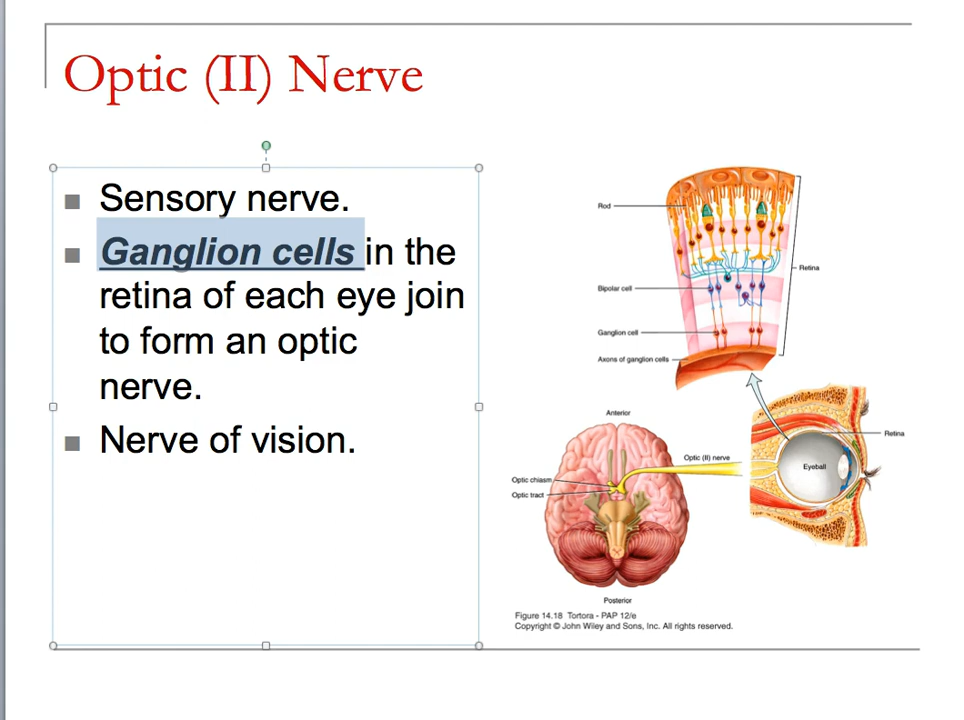 Optic (II) Nerve
Sensory nerve.
Ganglion cells in the
retina of each eye join
to form an optic
nerve.
Nerve of vision.
Rod
Retina
Bipolar cell
Ganglion cell
Axons of ganglion cells
Anterior
Retina
Optic (II) nerve
Eyeball
Optic chiasm
Optic tract
Posterior
Figure 14.18 Tortora - PAP 12/e
Copyright © John Wiley and Sons, Inc. All rights reserved.